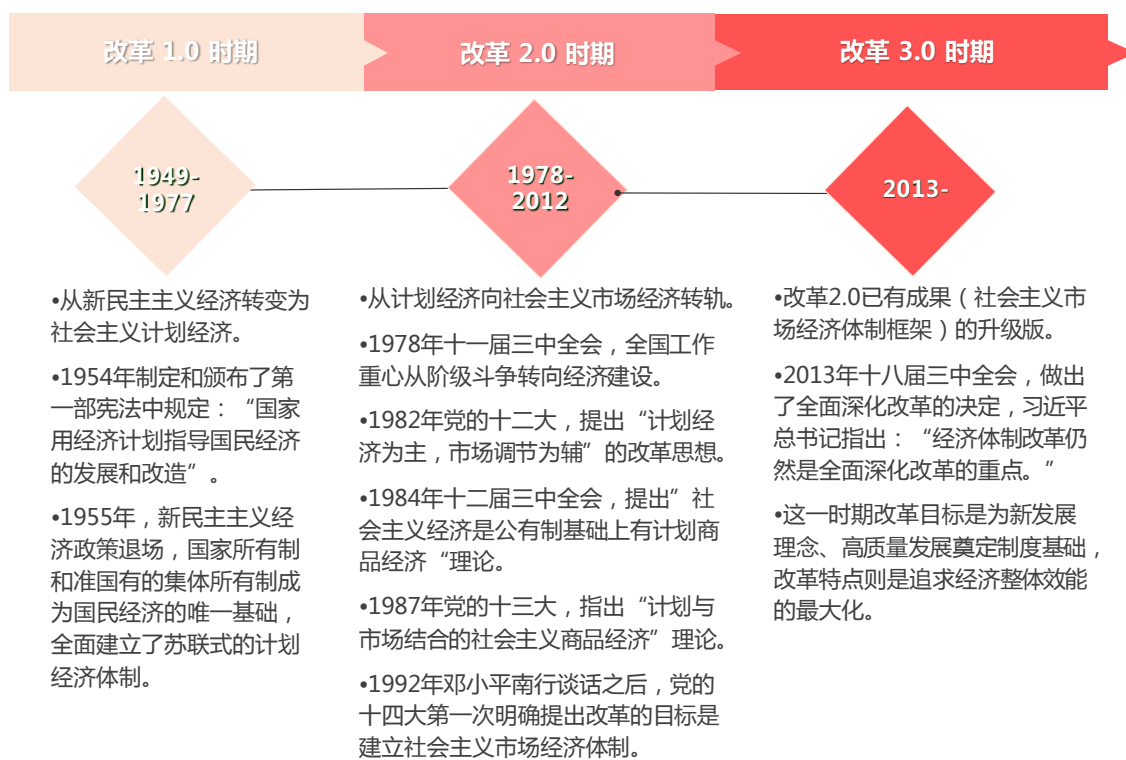 改革 1.0 时期
改革 2.0 时期
改革 3.0 时期
1949-
1977
1978-
2012
2013-
•从新民主主义经济转变为
社会主义计划经济。
•1954年制定和颁布了第
一部宪法中规定：“国家
用经济计划指导国民经济
的发展和改造”。
•1955年，新民主主义经
济政策退场，国家所有制
和准国有的集体所有制成
为国民经济的唯一基础，
全面建立了苏联式的计划
经济体制。
•从计划经济向社会主义市场经济转轨。
•1978年十一届三中全会，全国工作
重心从阶级斗争转向经济建设。
•1982年党的十二大，提出“计划经
济为主，市场调节为辅”的改革思想。
•1984年十二届三中全会，提出”社
会主义经济是公有制基础上有计划商
品经济“理论。
•1987年党的十三大，指出“计划与
市场结合的社会主义商品经济”理论。
•1992年邓小平南行谈话之后，党的
十四大第一次明确提出改革的目标是
建立社会主义市场经济体制。
•改革2.0已有成果（社会主义市
场经济体制框架）的升级版。
•2013年十八届三中全会，做出
了全面深化改革的决定，习近平
总书记指出：“经济体制改革仍
然是全面深化改革的重点。”
•这一时期改革目标是为新发展
理念、高质量发展奠定制度基础，
改革特点则是追求经济整体效能
的最大化。